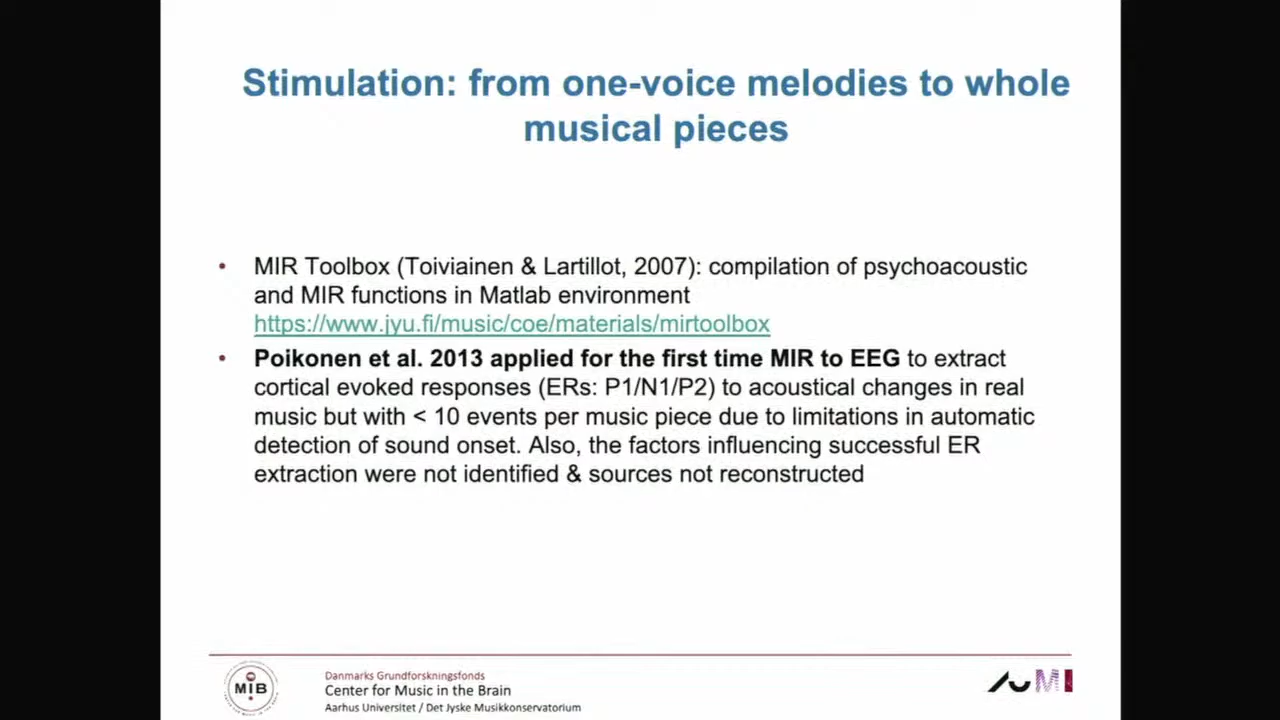 Stimulation: from one-voice melodies to whole
musical pieces
• MIR Toolbox (Toiviainen & Lartillot, 2007): compilation of psychoacoustic
and MIR functions in Matlab environment
https://www.jyu.fi/music/coe/materials/mirtoolbox
• Poikonen et al. 2013 applied for the first time MIR to EEG to extract
cortical evoked responses (ERs: P1/N1/P2) to acoustical changes in real
music but with < 10 events per music piece due to limitations in automatic
detection of sound onset. Also, the factors influencing successful ER
extraction were not identified & sources not reconstructed
MIB
Danmarks Grundforskningsfonds
Center for Music in the Brain
Aarhus Universitet / Det Jyske Musikkonservatorium